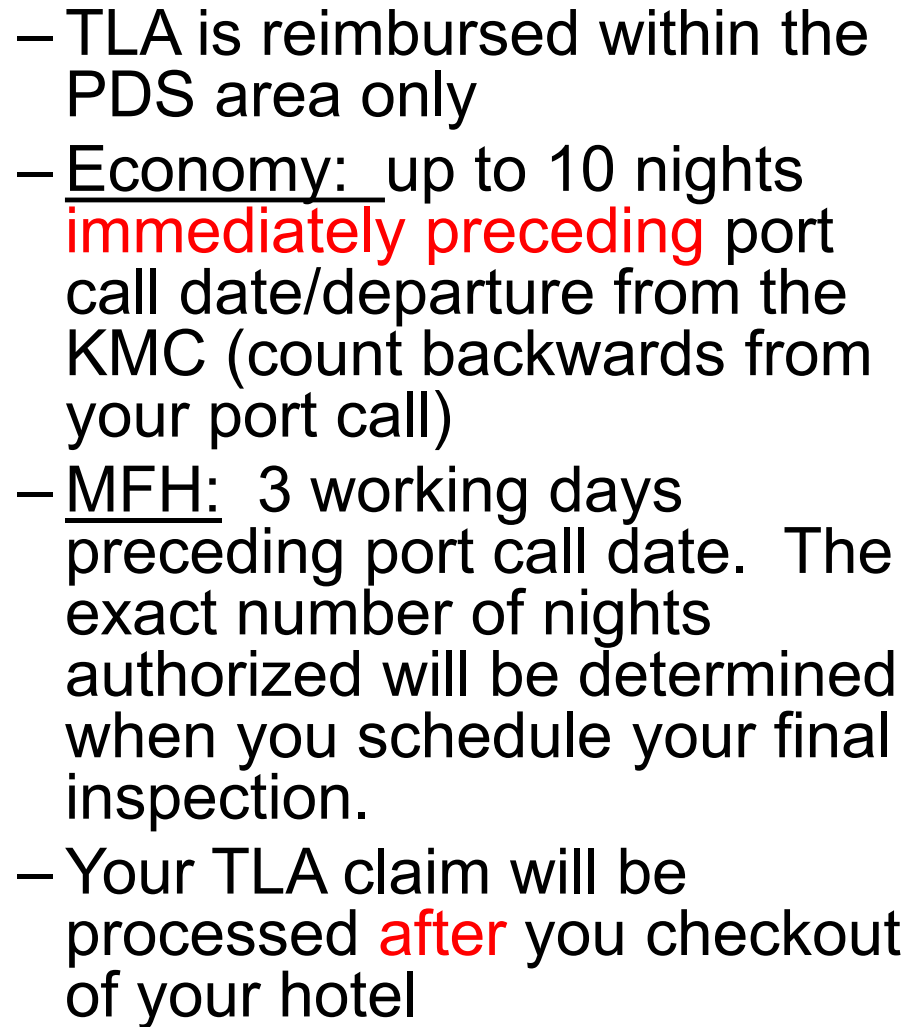 – TLA is reimbursed within the
PDS area only
– Economy:  up to 10 nights
immediately preceding port
call date/departure from the
KMC (count backwards from
your port call)
– MFH:  3 working days
preceding port call date.  The
exact number of nights
authorized will be determined
when you schedule your final
inspection.
– Your TLA claim will be
processed after you checkout
of your hotel